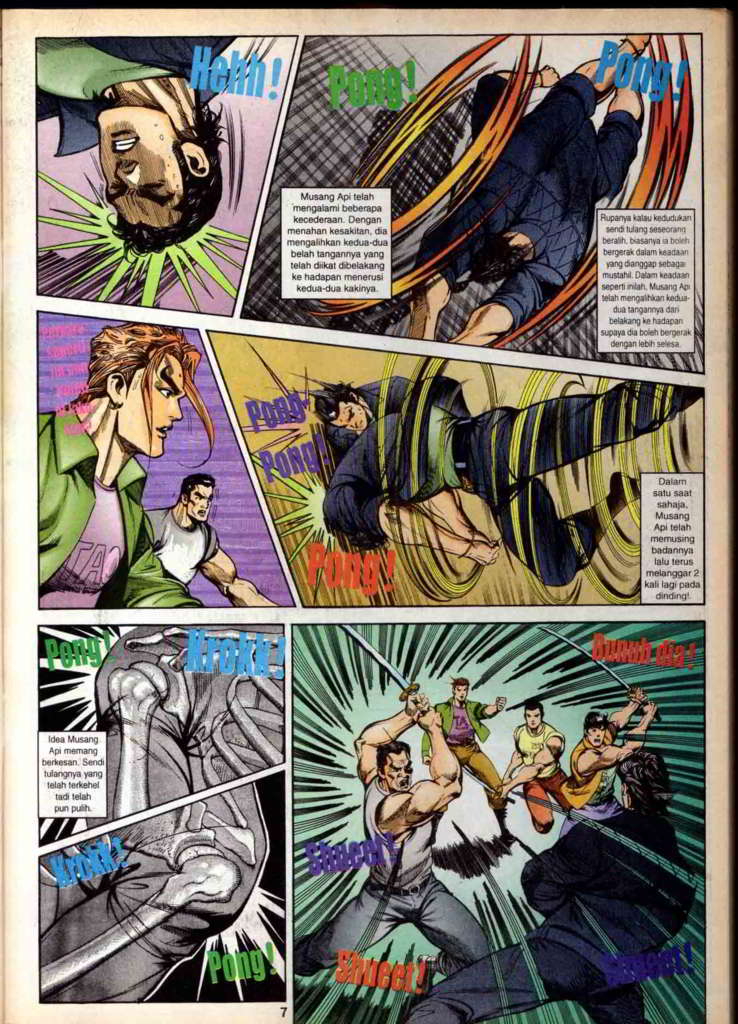 Hehh!
Pong!
Pong!
Musang Api telah
mengalami beberapa
kecederaan. Dengan
menahan kesakitan, dia
mengalihkan kedua-dua
belah tangannya yang
telah diikat dibelakang
ke hadapan menerusi
kedua-dua kakinya.
Rupanya kalau kedudukan
sendi tulang seseorang
beralih, biasanya ia boleh
bergerak dalam keadaan
yang dianggap sebagai
mustahil. Dalam keadaan
seperti inilah, Musang Api
telah mengalihkan kedua-
dua tangannya dari
belakang ke hadapan
supaya dia boleh bergerak
dengan lebih selesa.
TA
Pong!
Pong!
Pong!
Dalam
satu saat
sahaja,
Musang
Api telah
memusing
badannya
lalu terus
melanggar 2
kali lagi pada
dinding!
Pong!
Krokk!
Idea Musang
Api memang
berkesan. Sendi
tulangnya yang
telah terkehel
tadi telah
pun pulih.
Krokk!
Pong!
Bunuh dia!
TA
Shueet!
Shueet!
Shueet!
7